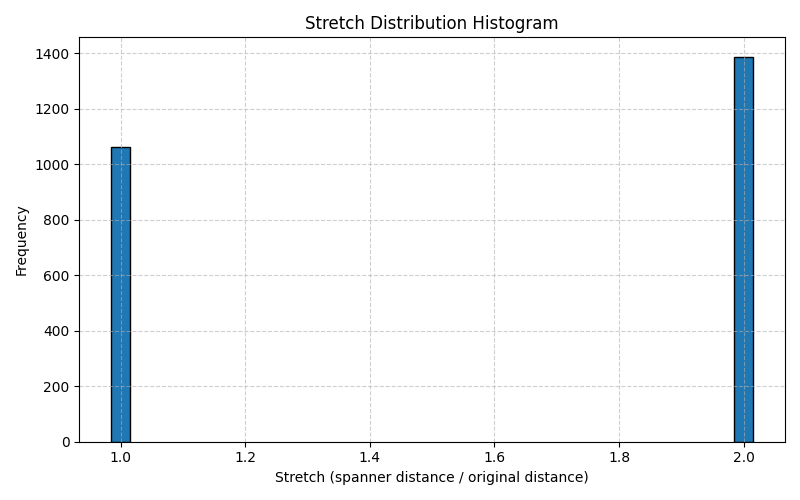 Stretch Distribution Histogram
Frequency
1400
1200
1000
800
600
400
200
0
1.0 1.2 1.4 1.6 1.8 2.0
Stretch (spanner distance / original distance)